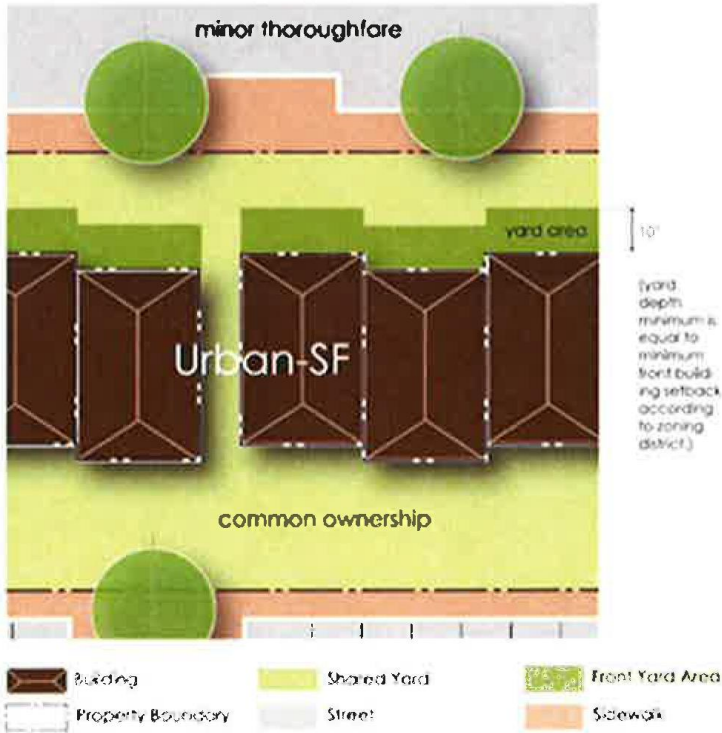 minor thoroughfare
yard area
10'
(yard
depth
minimum is
equal to
minimum
front build
ing setback
according
to zoning
district.)
Urban-SF
common ownership
Building
Shared Yard
Front Yard Area
Property Boundary
Street
Sidewalk